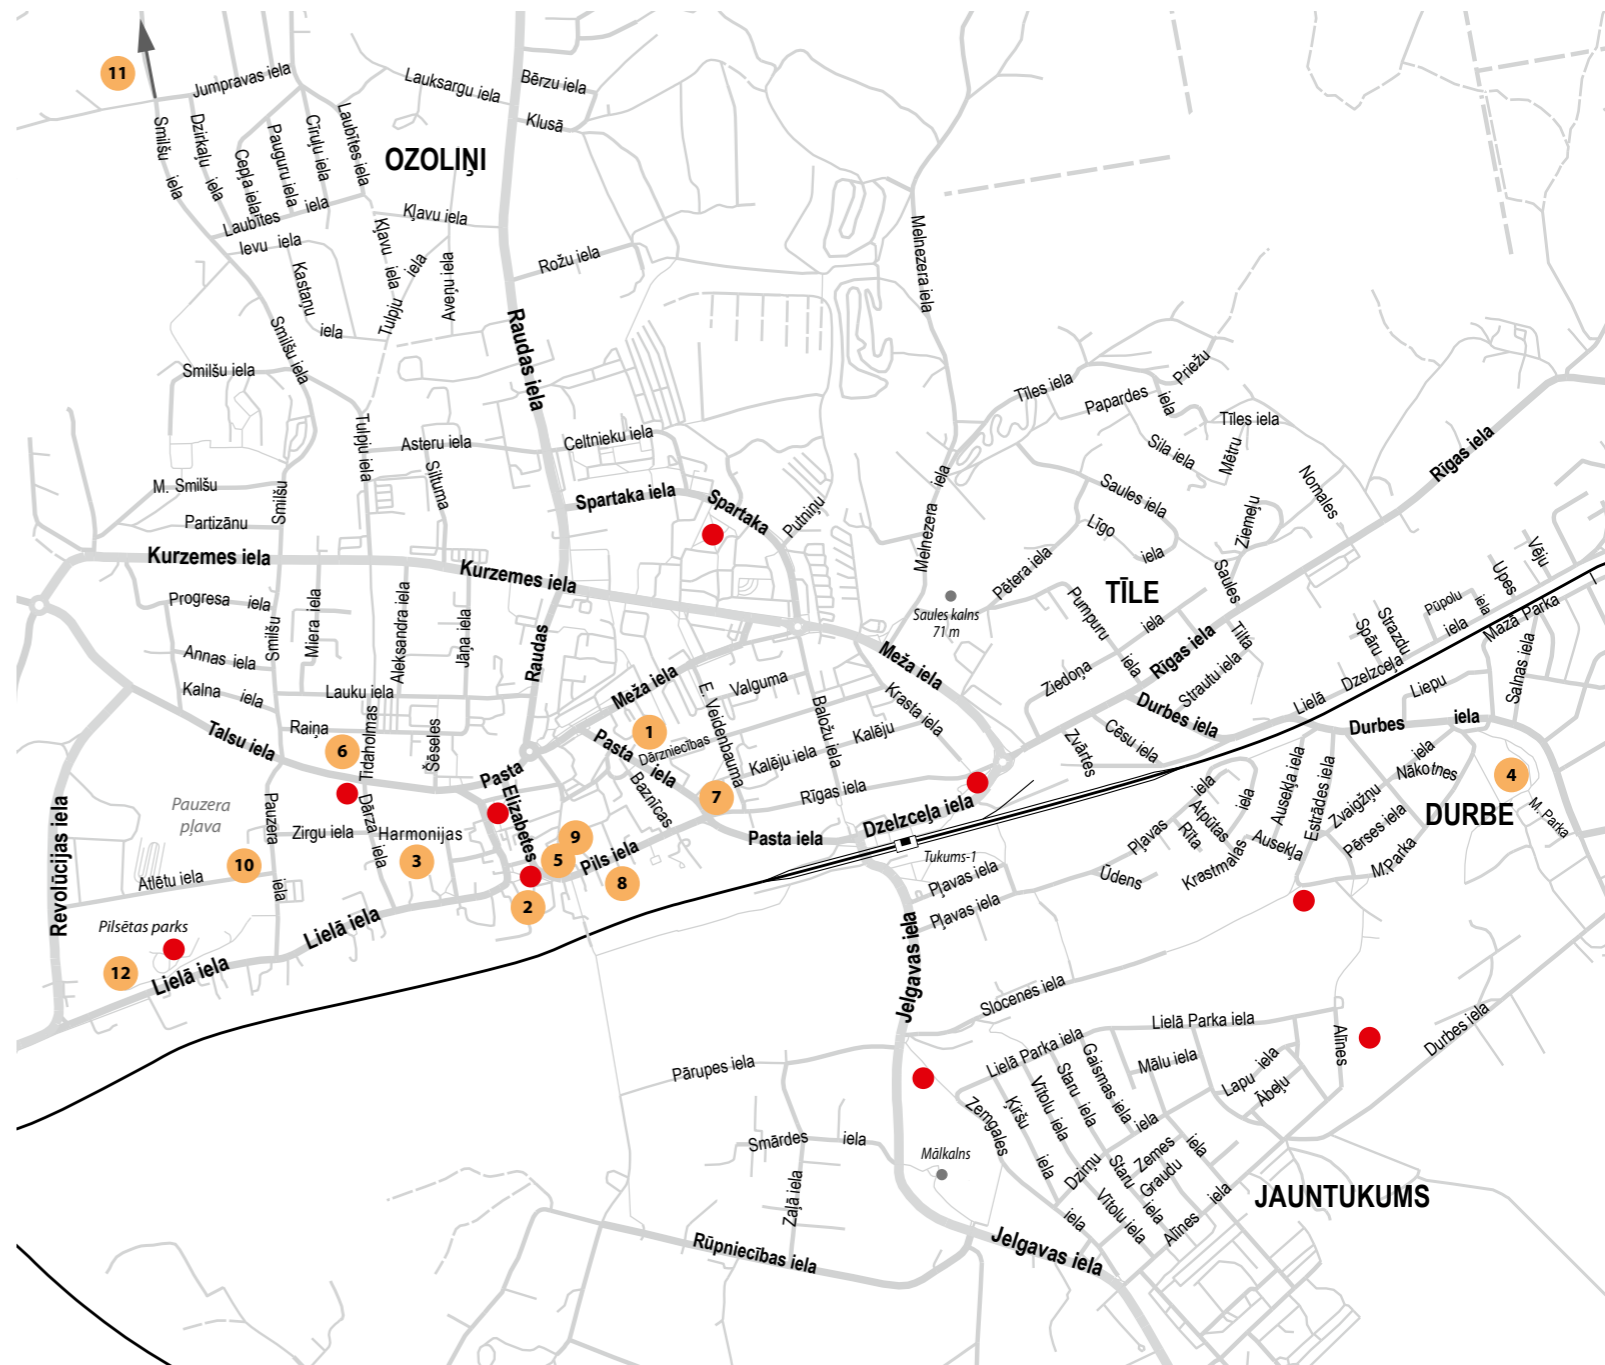 11
Jumpravas iela
Lauksargu iela
Bērzu iela
Klusā
Smilšu iela
Dzirkaļu iela
Cepļa iela
Pauguru iela
Cīruļu iela
Laubītes iela
OZOLIŅI
Laubītes iela
Ievu iela
Kļavu iela
Kļavu iela
Kastaņu iela
Tulpju iela
Aveņu iela
Rožu iela
Melnezera iela
Smilšu iela
Smilšu iela
Raudas iela
Tulpju iela
Asteru iela
Siltuma
Celtnieku iela
Tīles iela
Papardes iela
Priežu
Tīles iela
Sila iela
Mētru
Nomales
Rīgas iela
M. Smilšu
Partizānu
Smilšu
Spartaka iela
Spartaka
Putniņu
Melnezera iela
Saules iela
Līgo iela
Ziemeļu
Saules
Kurzemes iela
Kurzemes iela
Pētera iela
TĪLE
Pumpuru iela
Saules kalns
71 m
Progresa iela
Smilšu
Miera iela
Aleksandra iela
Jāņa iela
Raudas
Annas iela
Kalna iela
Lauku iela
Raiņa
Talsu iela
6
Tidaholmas
Šēseles
Meža iela
Meža iela
E. Veidenbauma
Valguma
Baložu iela
Krasta iela
Kalēju
Kalēju iela
Rīgas iela
1
Dārzniecības
Pasta iela
Baznīcas
7
Pasta
Elizabetes
Ziedoņa iela
Rīgas iela
Tilta
Strautu iela
Durbes iela
Cēsu iela
Zvārtes
Lielā
Dzelzceļa iela
Spāru
Strazdu
Pūpolu iela
Upes
Vēju
Mazā Parka
Salnas iela
Liepu
Durbes iela
Nākotnes iela
4
M. Parka
DURBE
Zvaigžņu
Pērses iela
M.Parka
Estrādes iela
Ausekļa iela
Ausekļa
Krastmalas iela
Atpūtas
Rīta
Pļavas iela
Ūdens
Pļavas iela
Pļavas iela
Tukums-1
Dzelzceļa iela
Pasta iela
Pauzera
pļava
Pauzera iela
Zirgu iela
Dārza iela
Harmonijas
3
9
5
Pils iela
8
2
10
Atlētu iela
Revolūcijas iela
Pilsētas parks
12
Lielā iela
Lielā iela
Jelgavas iela
Slocenes iela
Lielā Parka iela
Lielā Parka iela
Alīnes
Durbes iela
Pārupes iela
Gaismas iela
Mālu iela
Lapu iela
Ābeļu
Staru iela
Vītolu iela
Ķiršu iela
Zemgales iela
Smārdes iela
Mālkalns
Zaļā iela
Dzirņu iela
Zemes iela
Graudu
Staru iela
Vītolu iela
Alīnes iela
JAUNTUKUMS
Rūpniecības iela
Jelgavas iela